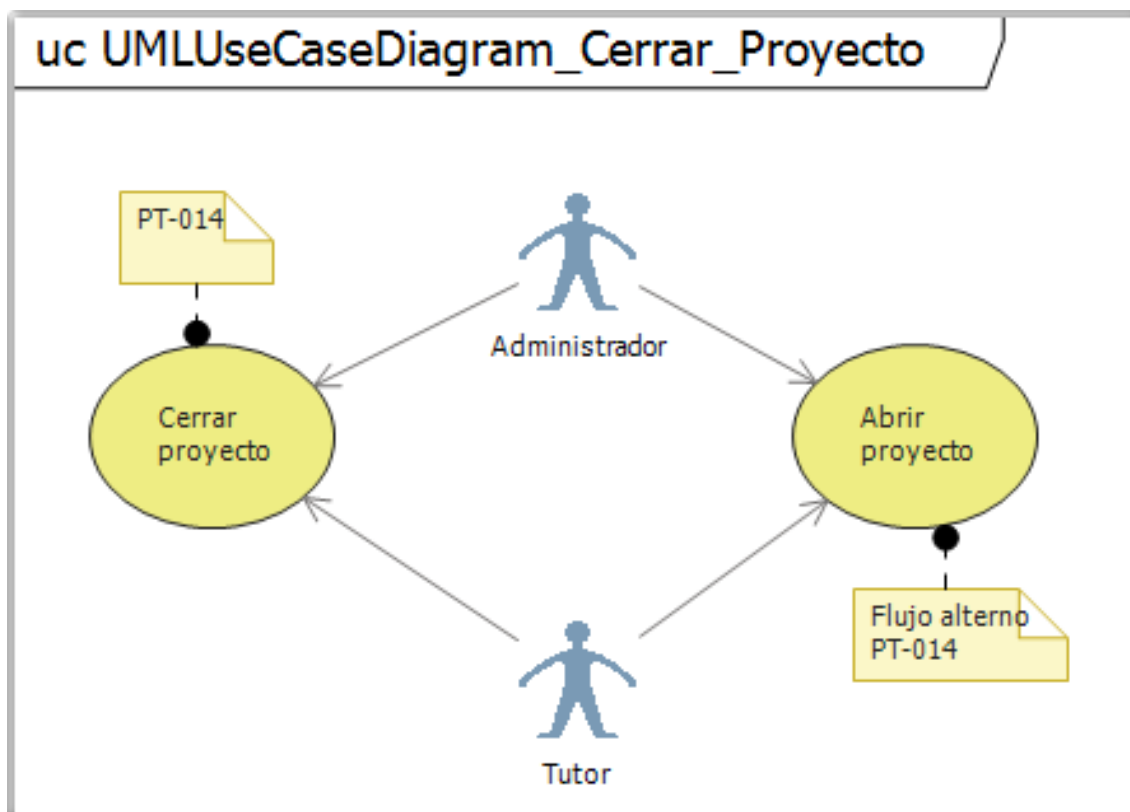 uc UMLUseCaseDiagram_Cerrar_Proyecto
PT-014
Administrador
Cerrar
proyecto
Abrir
proyecto
Flujo alterno
PT-014
Tutor